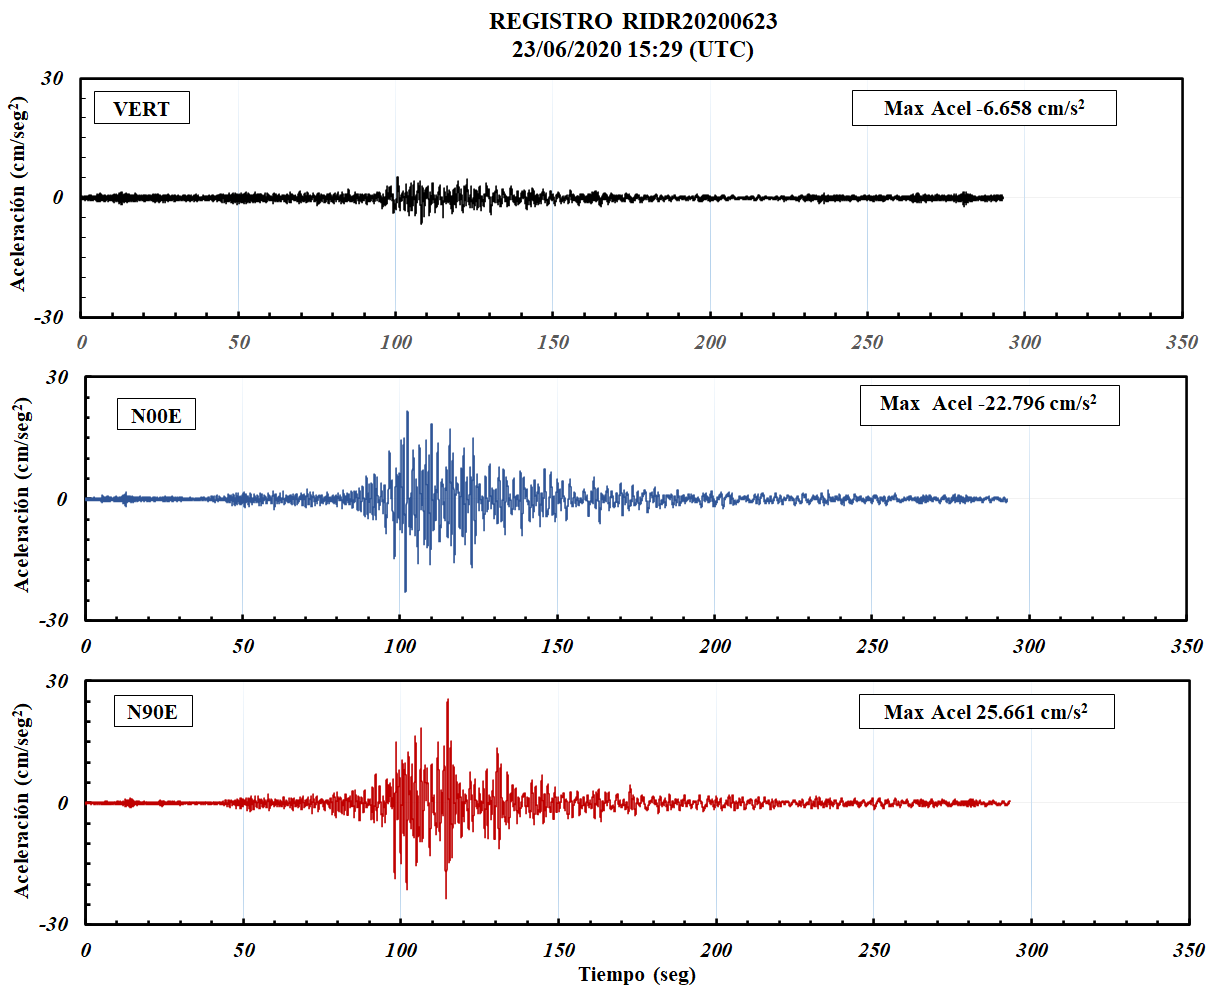 REGISTRO RIDR20200623
23/06/2020 15:29 (UTC)
Aceleración (cm/seg²)
30
0
-30
VERT
Max Acel -6.658 cm/s²
0 50 100 150 200 250 300 350
Aceleración (cm/seg²)
30
0
-30
N00E
Max Acel -22.796 cm/s²
0 50 100 150 200 250 300 350
Aceleración (cm/seg²)
30
0
-30
N90E
Max Acel 25.661 cm/s²
0 50 100 150 200 250 300 350
Tiempo (seg)